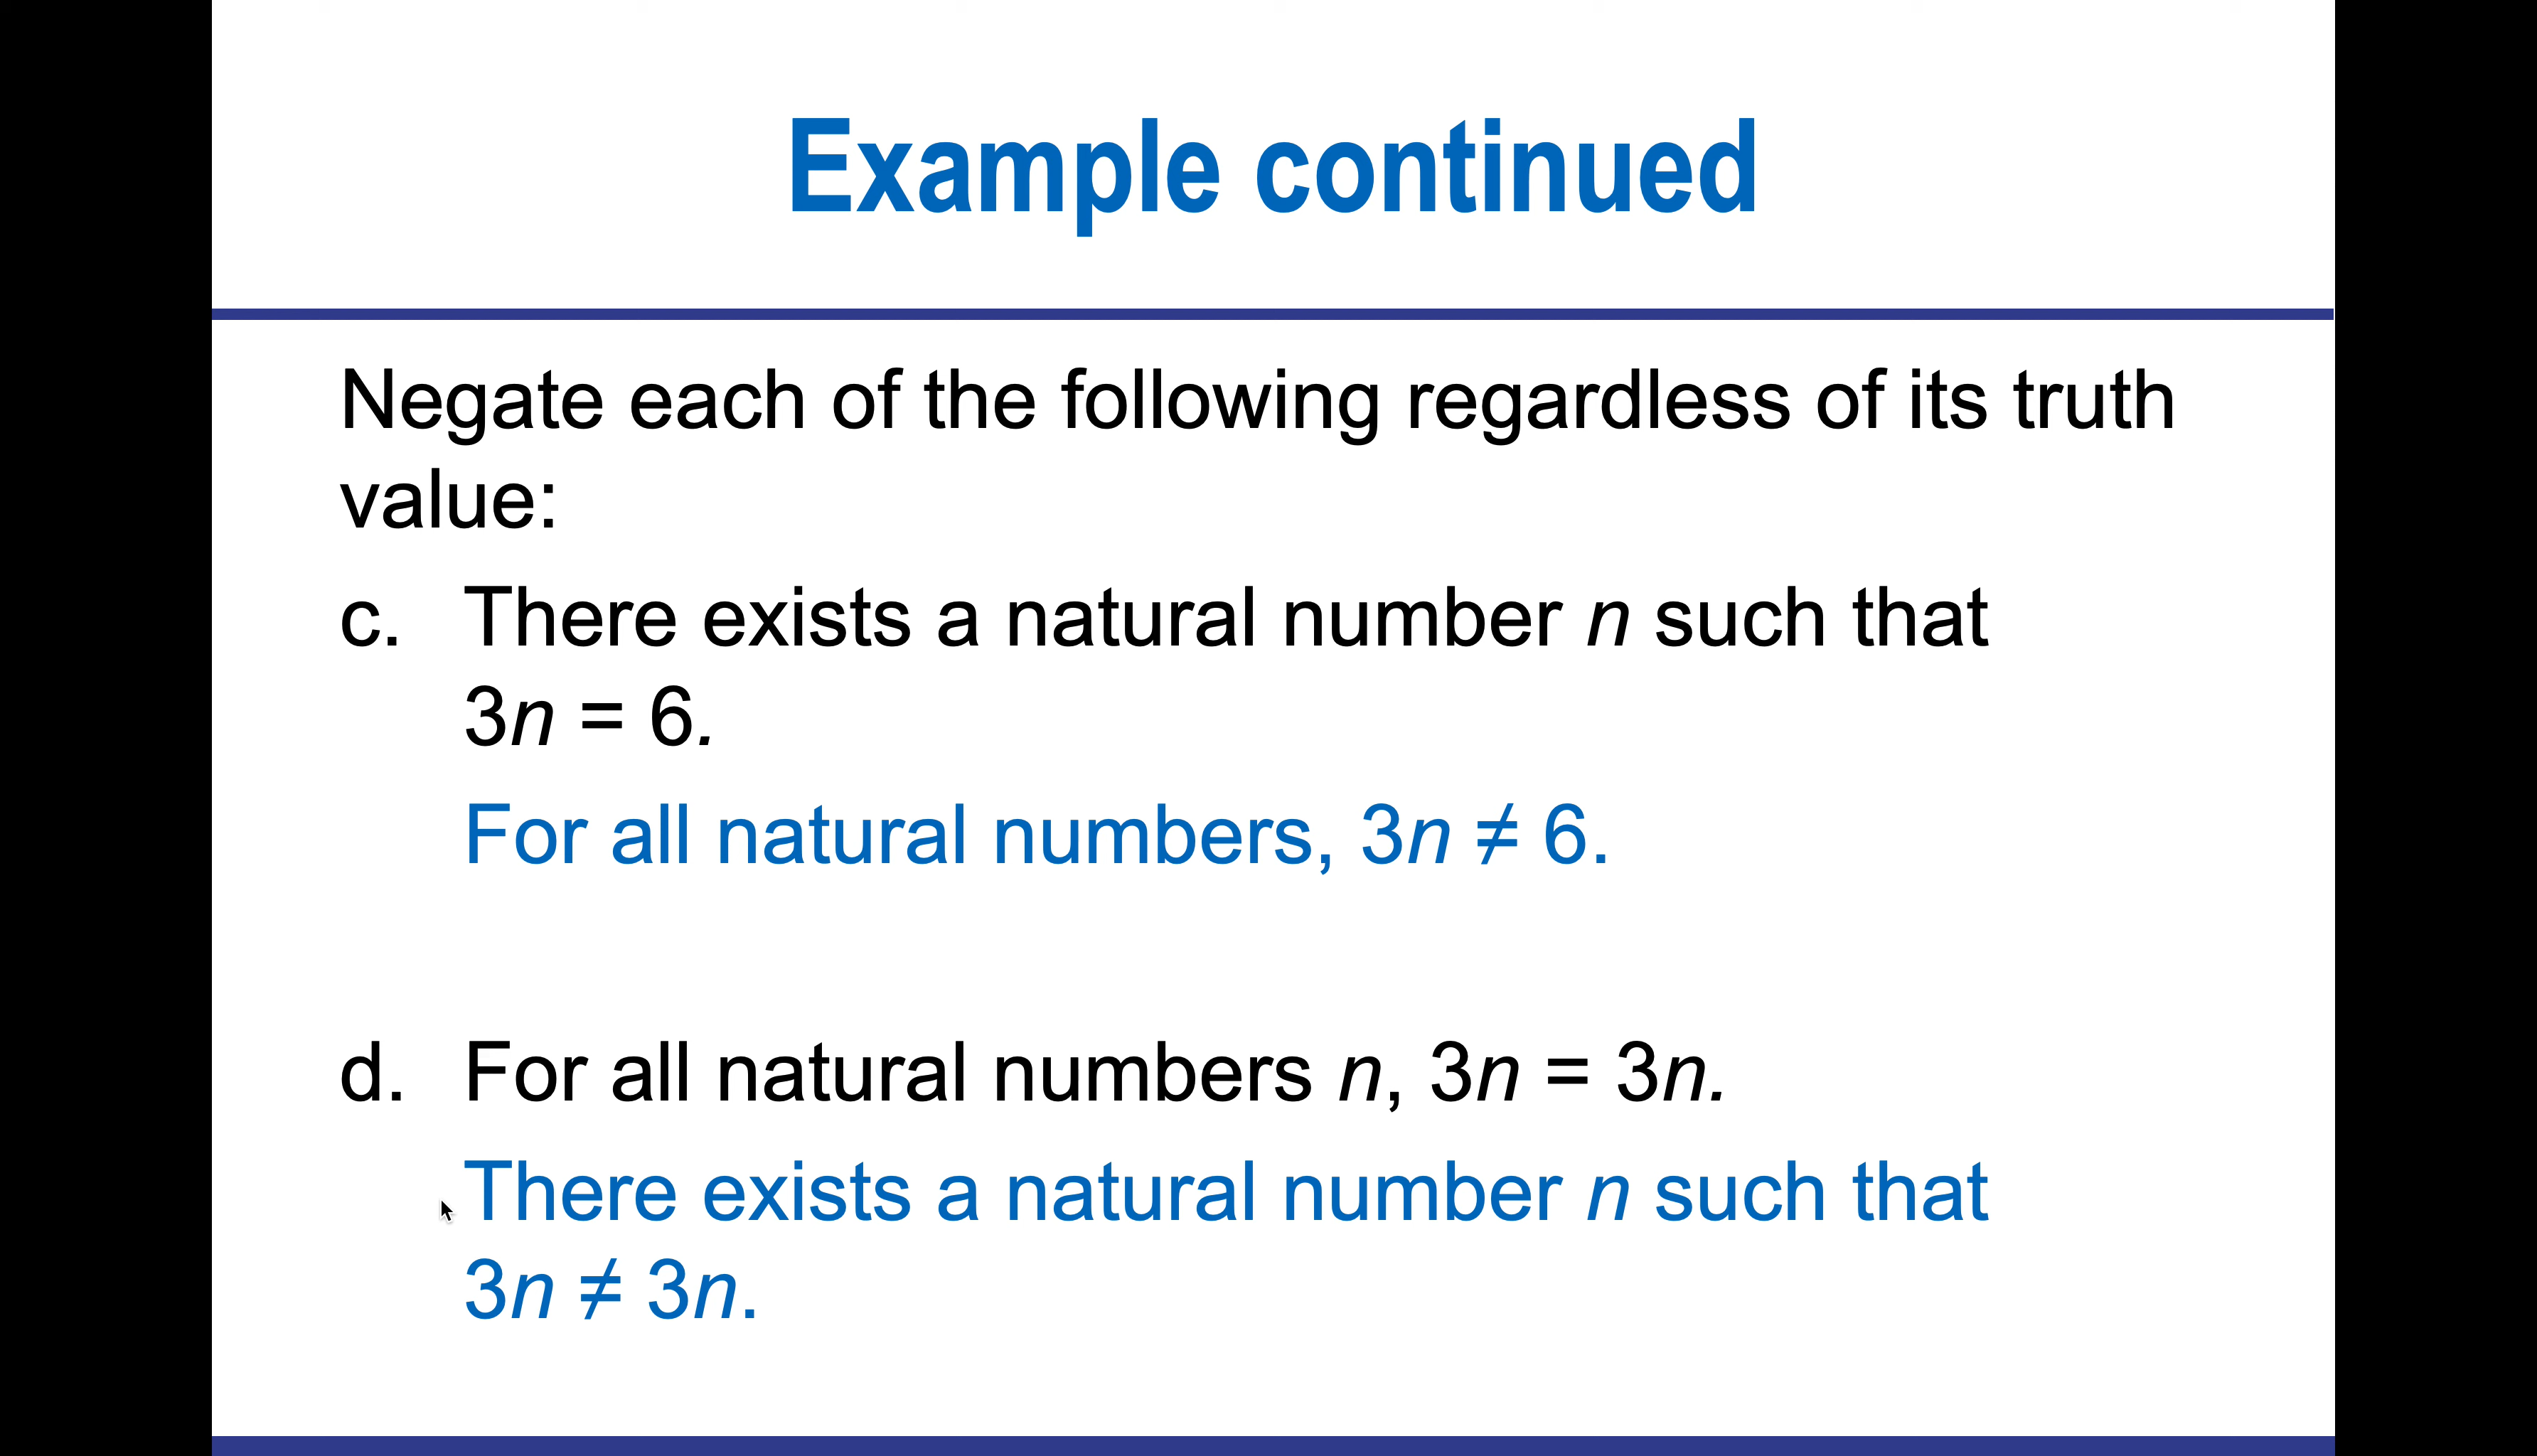 Example continued
Negate each of the following regardless of its truth
value:
c. There exists a natural number n such that
3n = 6.
For all natural numbers, 3n ≠ 6.
d. For all natural numbers n, 3n = 3n.
There exists a natural number n such that
3n ≠ 3n.